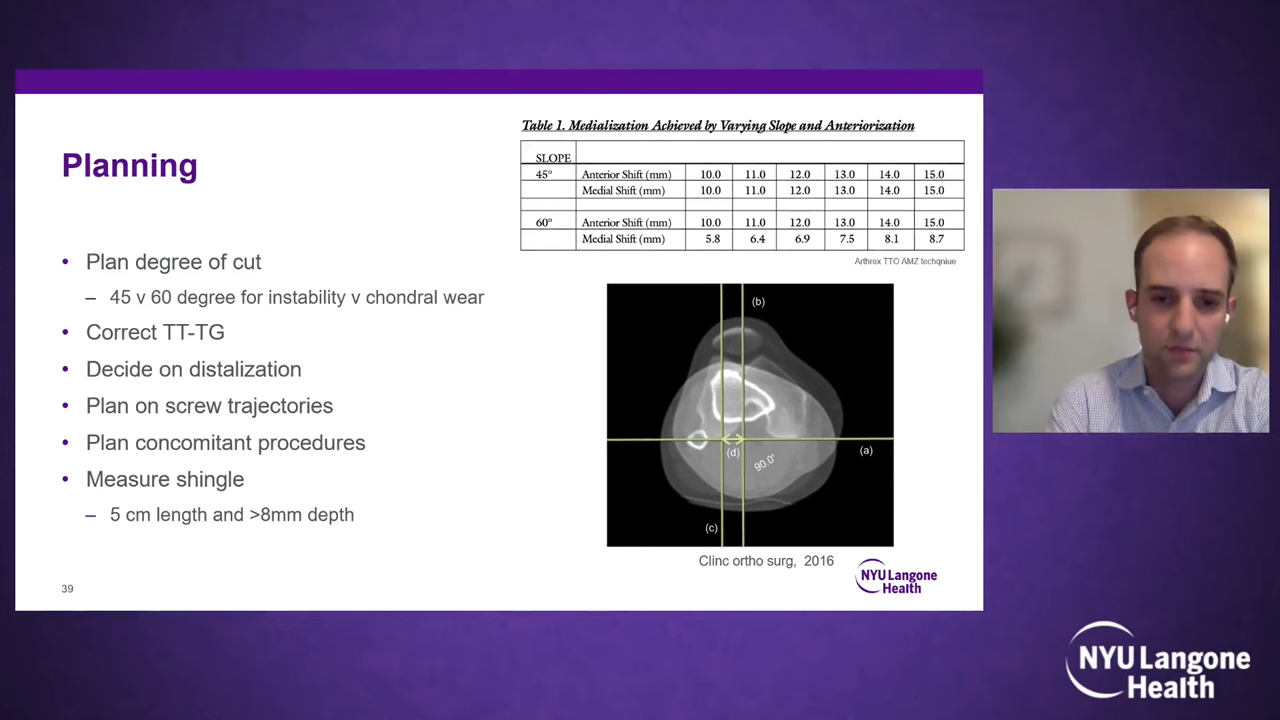 Planning
• Plan degree of cut
– 45 v 60 degree for instability v chondral wear
• Correct TT-TG
• Decide on distalization
• Plan on screw trajectories
• Plan concomitant procedures
• Measure shingle
– 5 cm length and >8mm depth
39
Table 1. Medialization Achieved by Varying Slope and Anteriorization
SLOPE
45° Anterior Shift (mm) 10.0 11.0 12.0 13.0 14.0 15.0
Medial Shift (mm) 10.0 11.0 12.0 13.0 14.0 15.0
60° Anterior Shift (mm) 10.0 11.0 12.0 13.0 14.0 15.0
Medial Shift (mm) 5.8 6.4 6.9 7.5 8.1 8.7
Arthrex TTO AMZ techqniue
(b)
(d)
90.0°
(a)
(c)
Clinc ortho surg, 2016
NYU Langone
Health
NYU Langone
Health